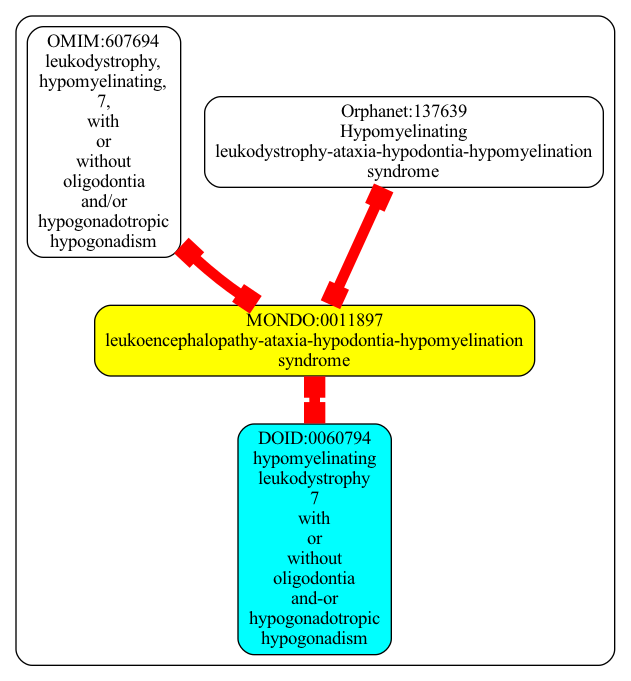 OMIM:607694
leukodystrophy,
hypomyelinating,
7,
with
or
without
oligodontia
and/or
hypogonadotropic
hypogonadism
Orphanet:137639
Hypomyelinating
leukodystrophy-ataxia-hypodontia-hypomyelination
syndrome
MONDO:0011897
leukoencephalopathy-ataxia-hypodontia-hypomyelination
syndrome
DOID:0060794
hypomyelinating
leukodystrophy
7
with
or
without
oligodontia
and-or
hypogonadotropic
hypogonadism